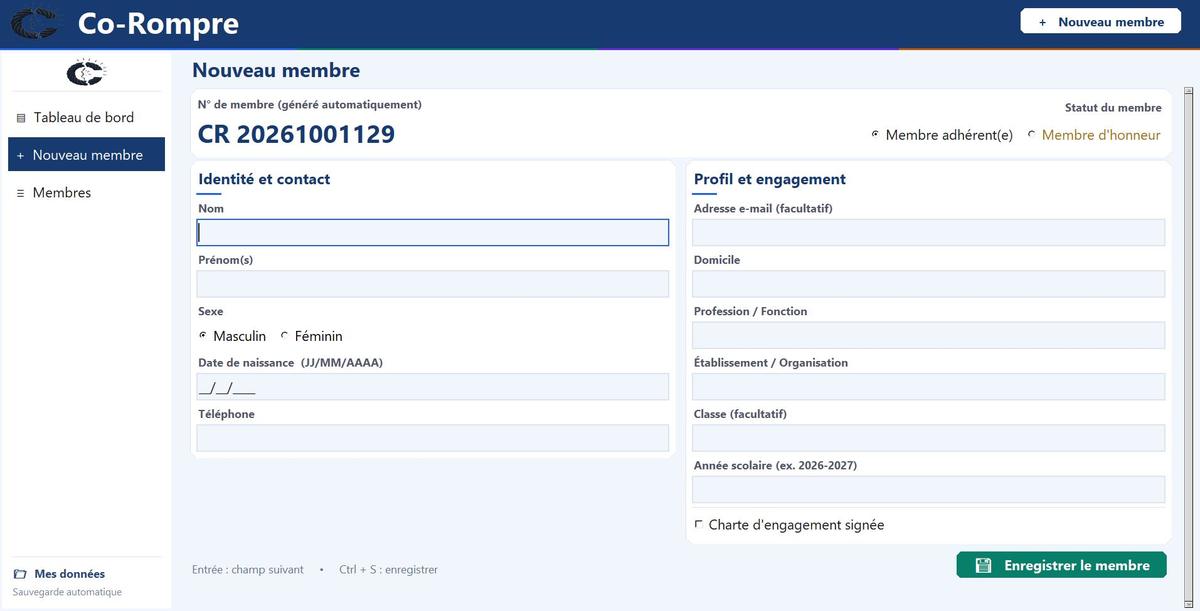 Co-Rompre
+ Nouveau membre
Tableau de bord
+ Nouveau membre
Membres
Mes données
Sauvegarde automatique
Nouveau membre
N° de membre (généré automatiquement)
CR 20261001129
Statut du membre
Membre adhérent(e) Membre d'honneur
Identité et contact
Nom
Prénom(s)
Sexe
Masculin Féminin
Date de naissance (JJ/MM/AAAA)
__/__/____
Téléphone
Profil et engagement
Adresse e-mail (facultatif)
Domicile
Profession / Fonction
Établissement / Organisation
Classe (facultatif)
Année scolaire (ex. 2026-2027)
Charte d'engagement signée
Entrée : champ suivant • Ctrl + S : enregistrer
Enregistrer le membre